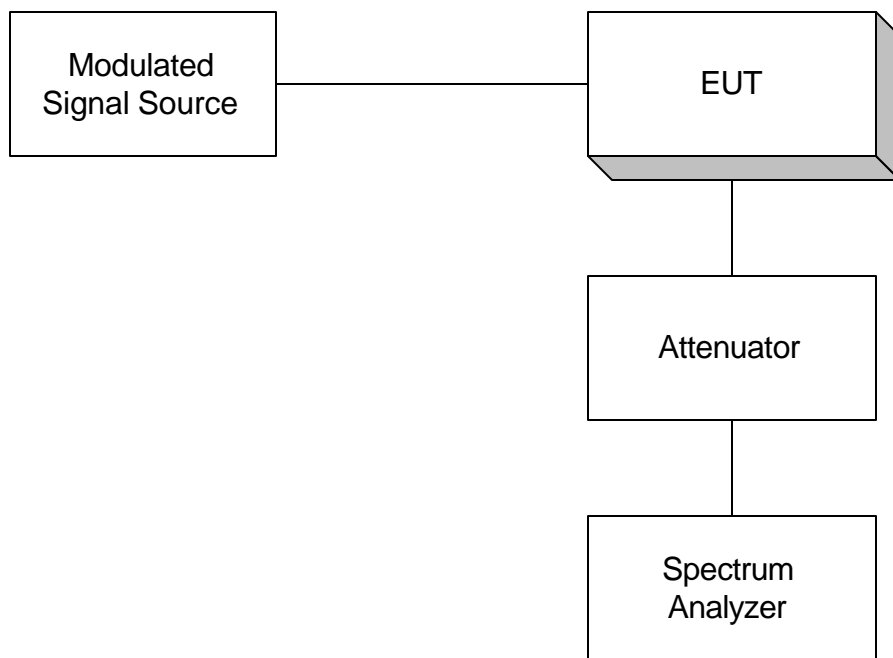 Modulated
Signal Source
EUT
Attenuator
Spectrum
Analyzer